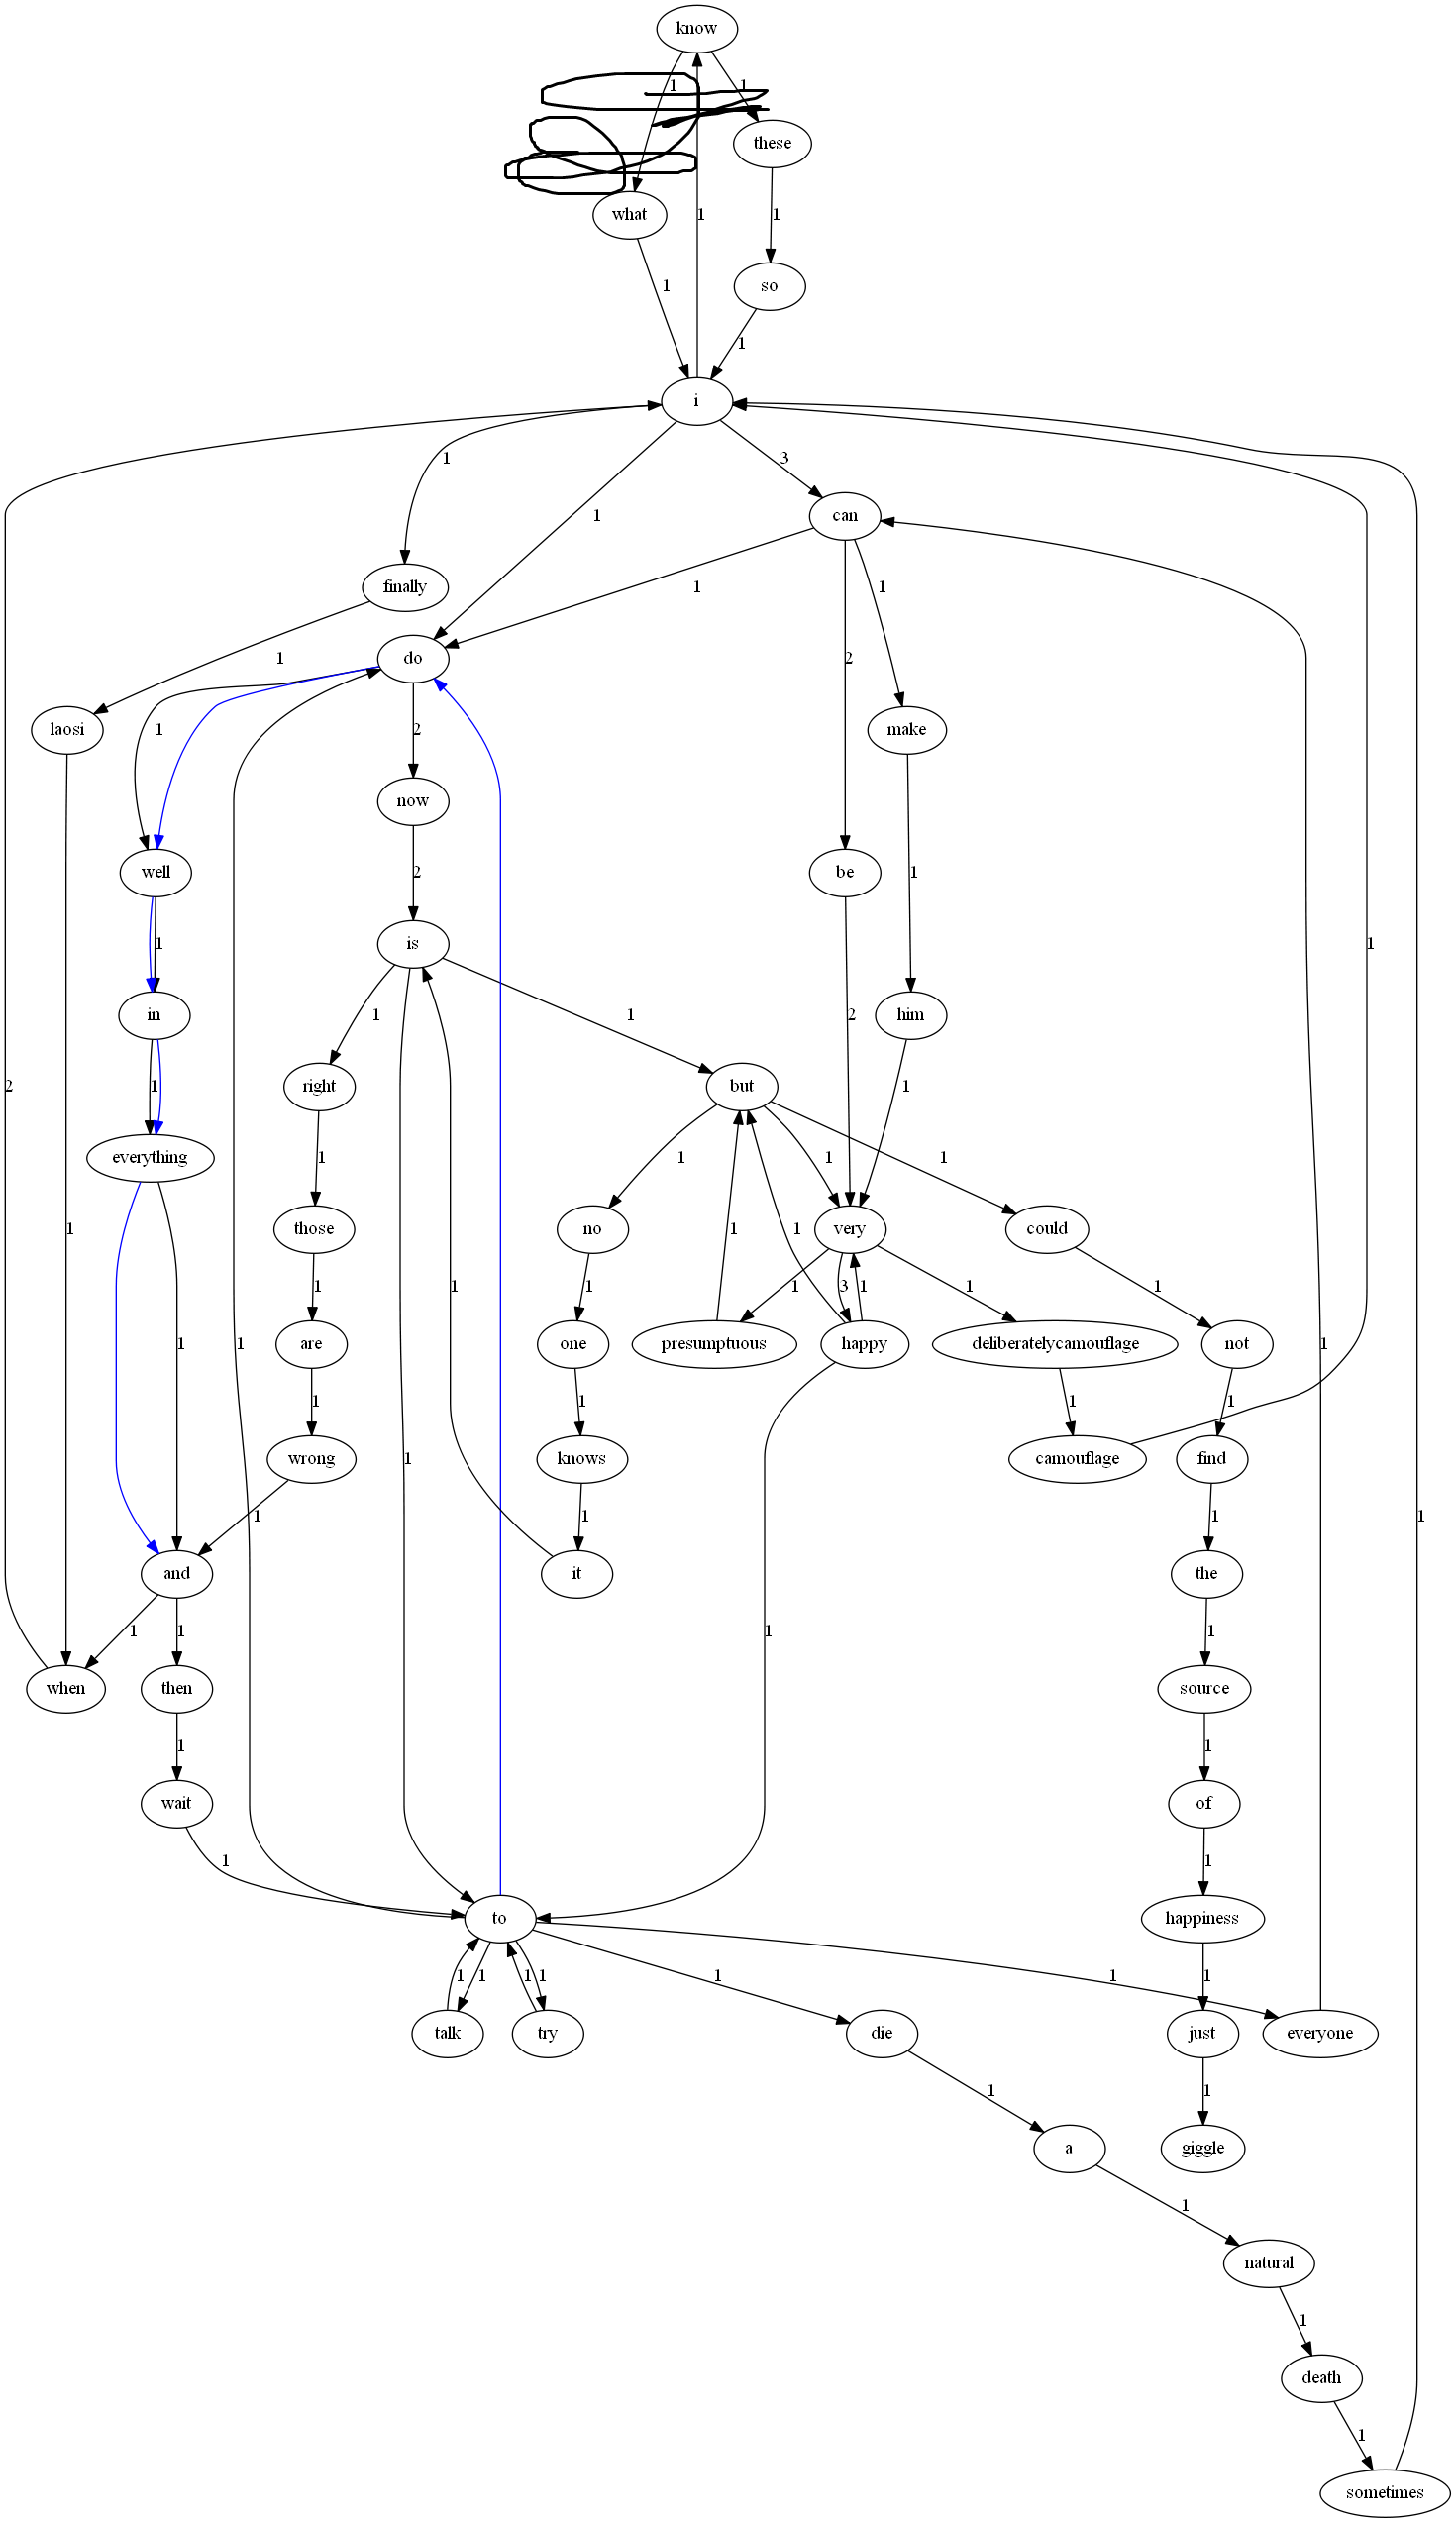 know
1 1
these
what 1
1
so
1 1
i
1 3
can
1
finally 1 1
1 do 2
laosi 1 2 make
now
well 2 be 1
1 is
in 1 1 2 him
2 1 right but 1 1
everything 1 1 1
1 1 those no very could
1 1 1 1 1 3 1 1 1
1 1 are one presumptuous happy deliberatelycamouflage not 1
1 1 1 1
wrong 1 knows camouflage find
1 1 1 1
and it the
1 1 1 1
when then source
1 1
wait of
1 1
to happiness
1 1 1 1 1 1 1
talk try die just everyone
1 1
a giggle
1
natural
1
death
1
sometimes